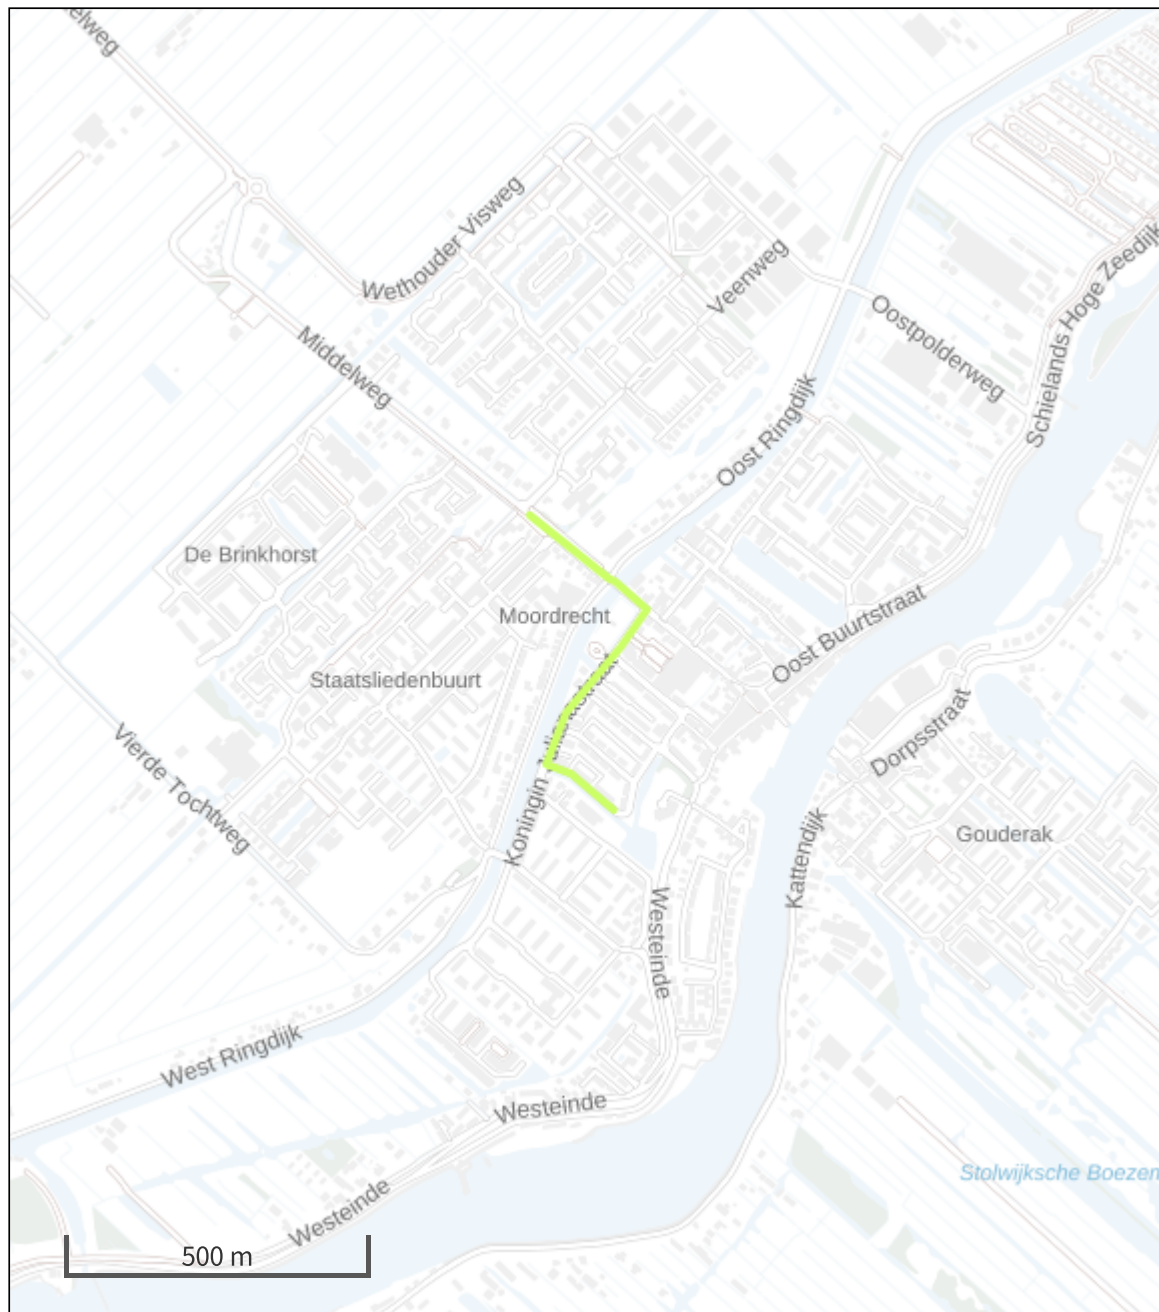 Wethouder Visweg
Veenweg
Schielands Hoge Zeedijk
Oostpolderweg
Middelweg
Oost Ringdijk
De Brinkhorst
Moordrecht
Oost Buurtstraat
Staatsliedenbuurt
Koningin Julianastraat
Dorpsstraat
Vierde Tochtweg
Gouderak
Kattendijk
Westeinde
West Ringdijk
Westeinde
Stolwijksche Boezem
Westeinde
500 m